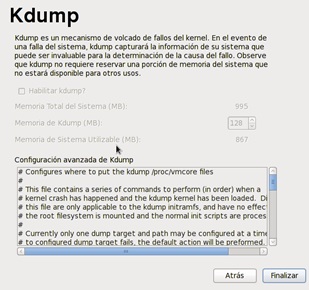 Kdump
Kdump es un mecanismo de volcado de fallos del kernel. En el evento de
una falla del sistema, kdump capturará la información de su sistema que
puede ser invaluable para la determinación de la causa del fallo. Observe
que kdump no requiere reservar una porción de memoria del sistema que
no estará disponible para otros usos.
Habilitar kdump?
Memoria Total del Sistema (MB): 995
Memoria de Kdump (MB): 128
Memoria de Sistema Utilizable (MB): 867
Configuración avanzada de Kdump
# Configures where to put the kdump /proc/vmcore files
#
# This file contains a series of commands to perform (in order) when a
# kernel crash has happened and the kdump kernel has been loaded. Di
# this file are only applicable to the kdump initramfs, and have no effec
# the root filesystem is mounted and the normal init scripts are proces
#
# Currently only one dump target and path may be configured at a time
# to configured dump target fails, the default action will be preformed.
Atrás Finalizar